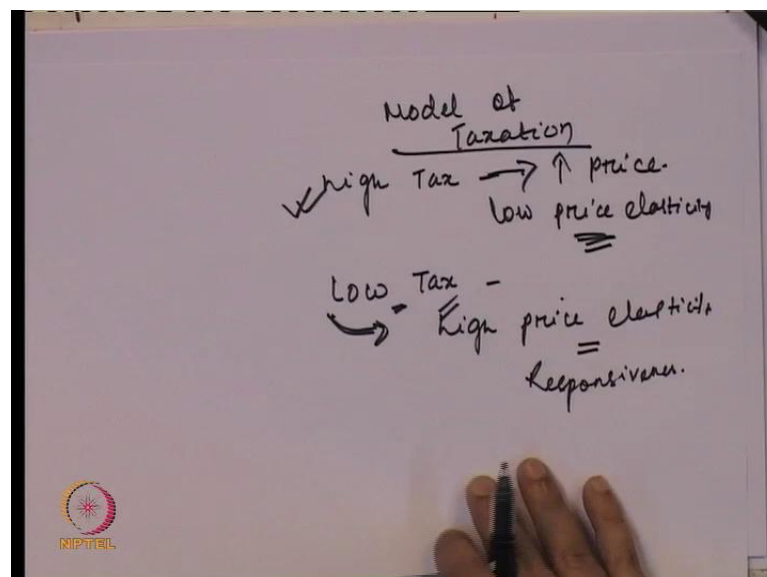 Model of
Taxation
High Tax → ↑ price.
Low price elasticity
Low Tax -
High price elasticity
Responsiveness.
NPTEL